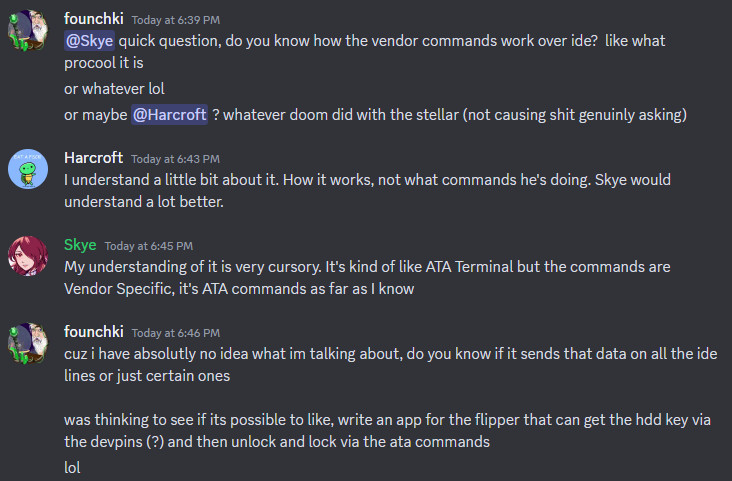 founchki Today at 6:39 PM
@Skye quick question, do you know how the vendor commands work over ide? like what
procool it is
or whatever lol
or maybe @Harcroft ? whatever doom did with the stellar (not causing shit genuinly asking)
Harcroft Today at 6:43 PM
I understand a little bit about it. How it works, not what commands he's doing. Skye would
understand a lot better.
Skye Today at 6:45 PM
My understanding of it is very cursory. It's kind of like ATA Terminal but the commands are
Vendor Specific, it's ATA commands as far as I know
founchki Today at 6:46 PM
cuz i have absolutly no idea what im talking about, do you know if it sends that data on all the ide
lines or just certain ones
was thinking to see if its possible to like, write an app for the flipper that can get the hdd key via
the devpins (?) and then unlock and lock via the ata commands
lol